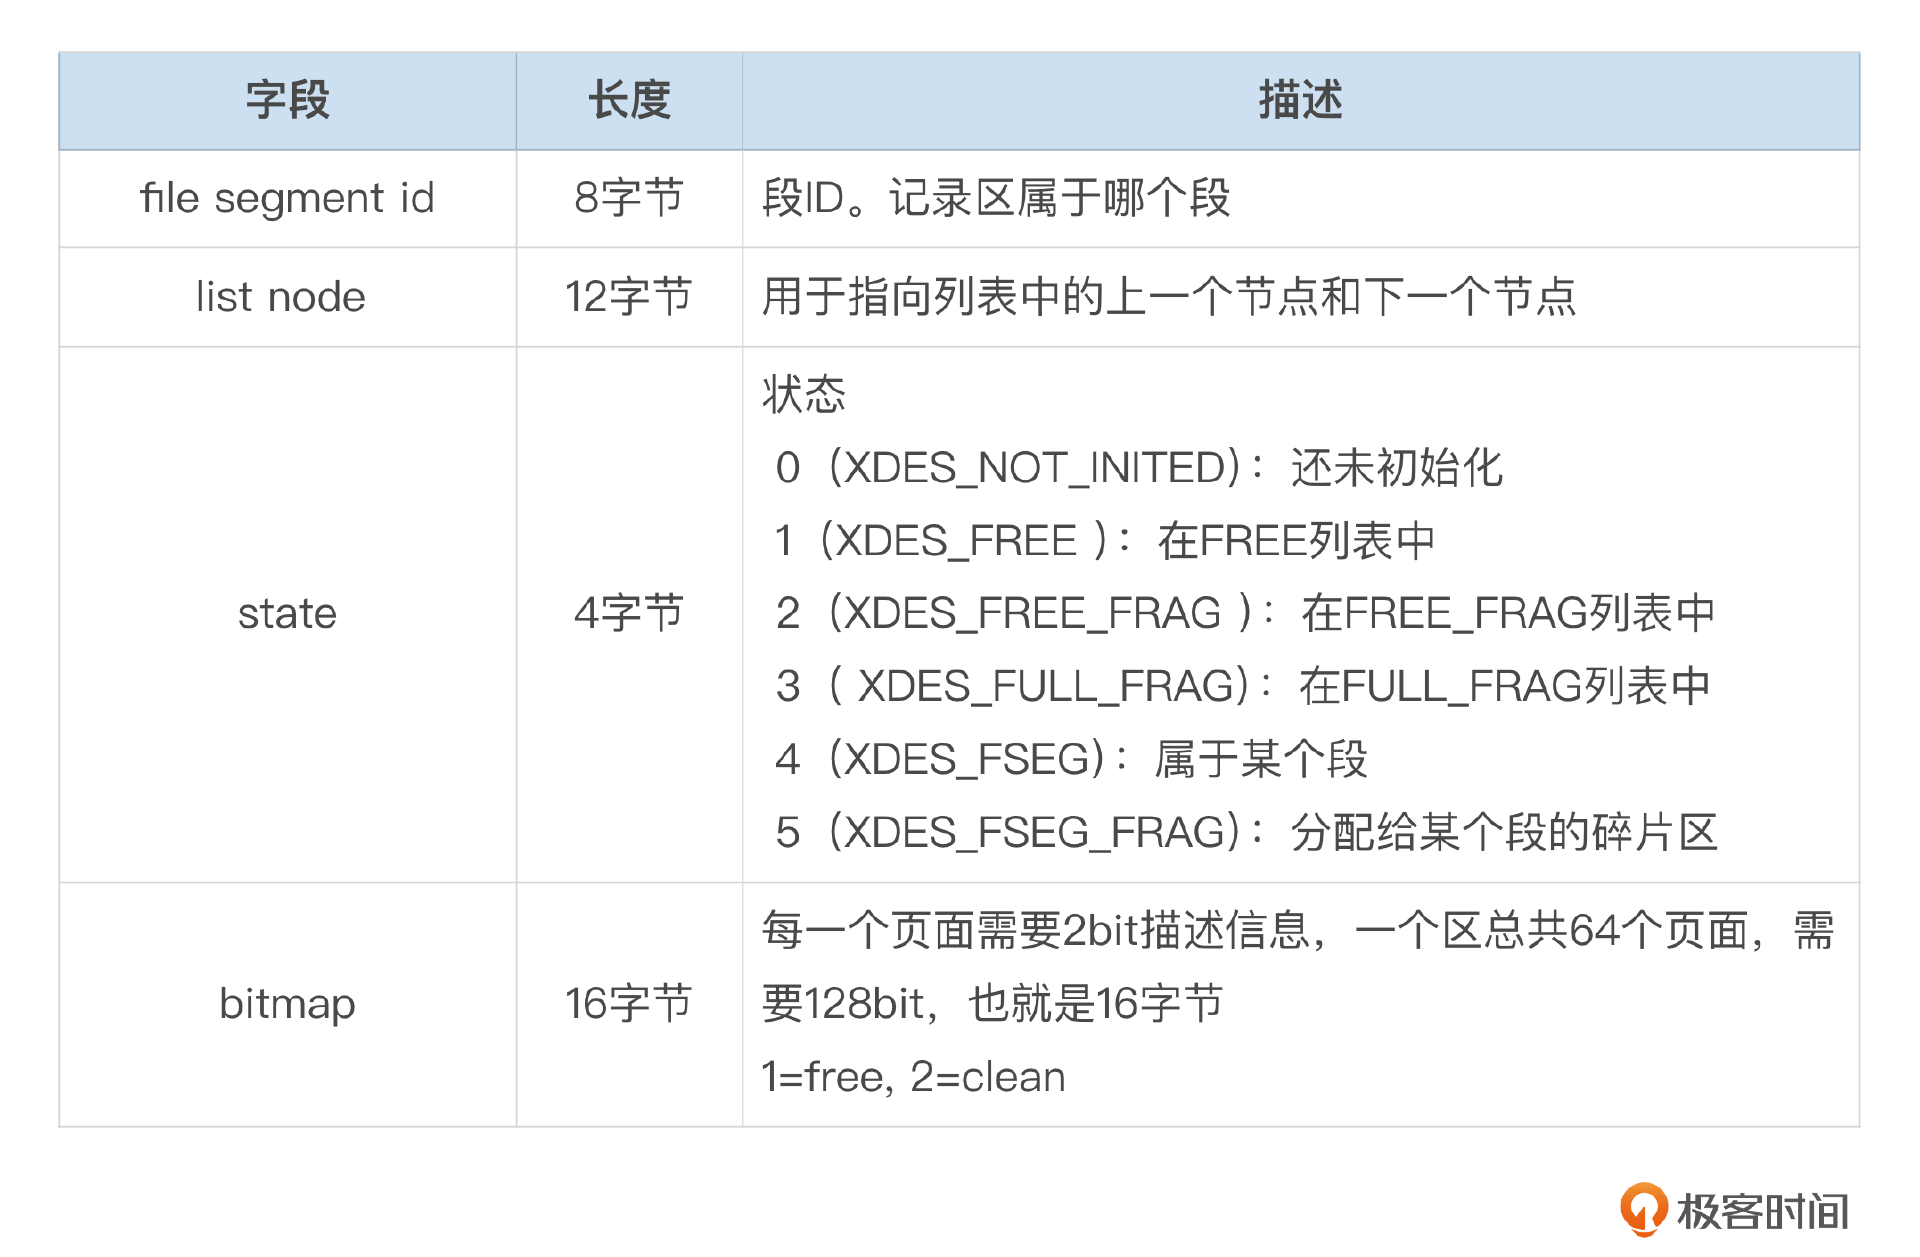 字段 长度 描述
file segment id 8字节 段ID。记录区属于哪个段
list node 12字节 用于指向列表中的上一个节点和下一个节点
state 4字节 状态
0（XDES_NOT_INITED）：还未初始化
1（XDES_FREE ）：在FREE列表中
2（XDES_FREE_FRAG ）：在FREE_FRAG列表中
3（ XDES_FULL_FRAG）：在FULL_FRAG列表中
4（XDES_FSEG）：属于某个段
5（XDES_FSEG_FRAG）：分配给某个段的碎片区
bitmap 16字节 每一个页面需要2bit描述信息，一个区总共64个页面，需
要128bit，也就是16字节
1=free, 2=clean
极客时间